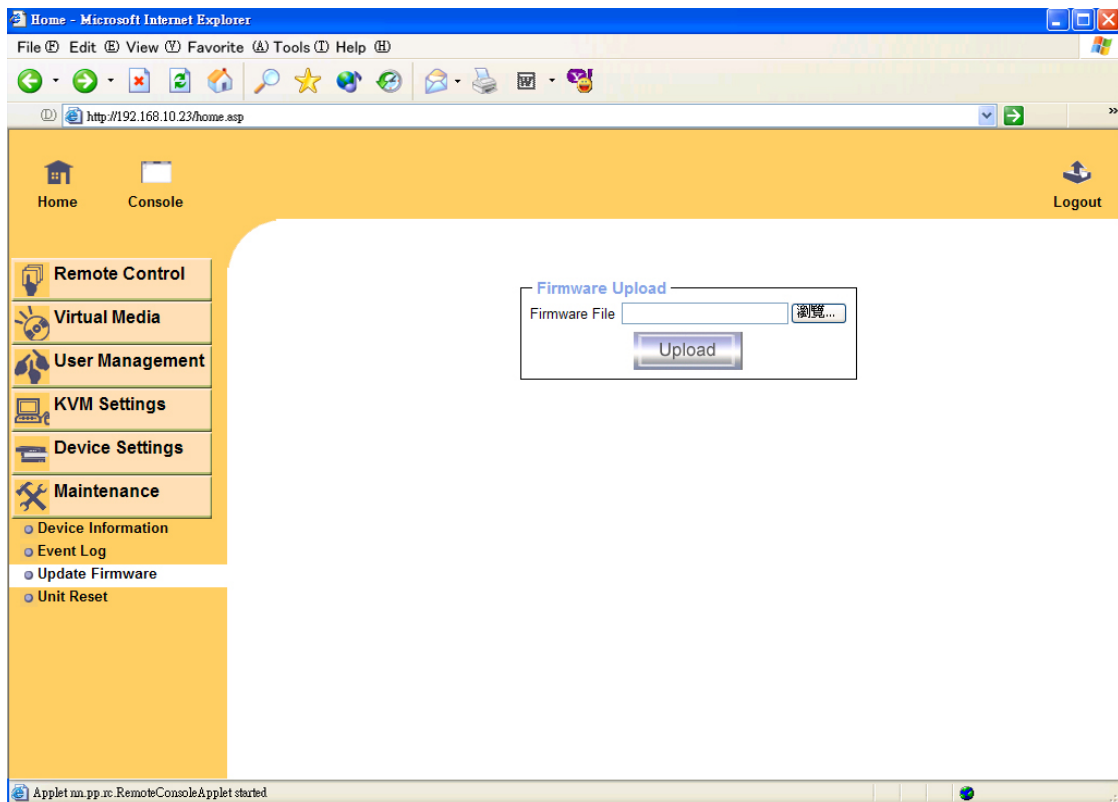 Home - Microsoft Internet Explorer
File (F) Edit (E) View (V) Favorite (A) Tools (T) Help (H)
(D) http://192.168.10.23/home.asp
Home Console Logout
Remote Control
Virtual Media
User Management
KVM Settings
Device Settings
Maintenance
Device Information
Event Log
Update Firmware
Unit Reset
Firmware Upload
Firmware File 瀏覽...
Upload
Applet nn.pp.rc.RemoteConsoleApplet started